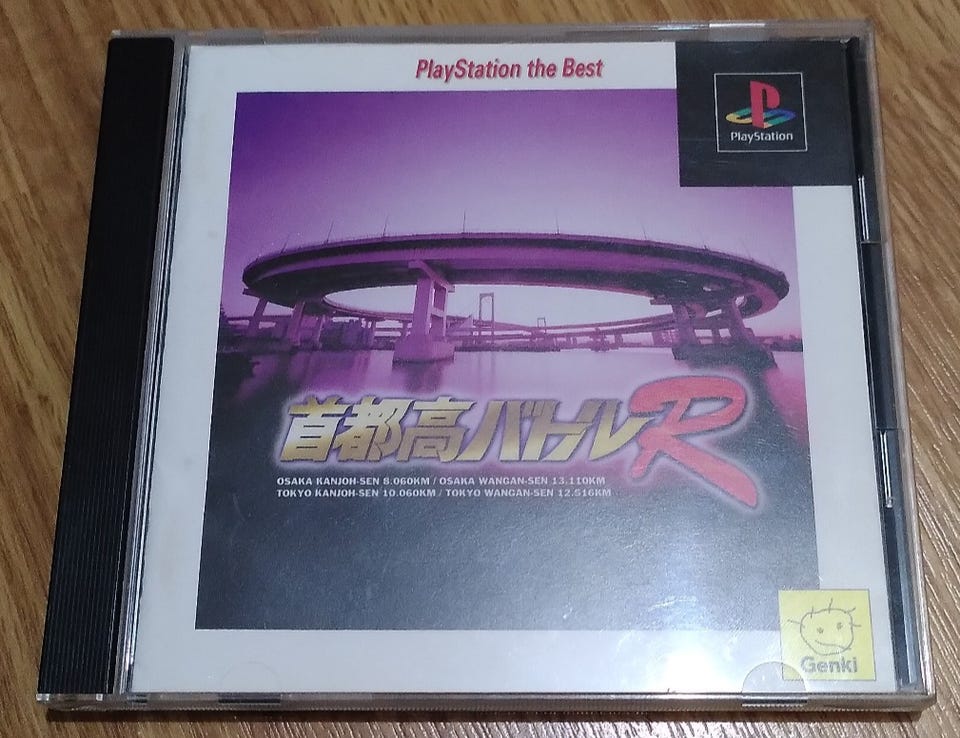 PlayStation the Best
PlayStation
首都高バトルR
OSAKA KANJOH-SEN 8.060KM / OSAKA WANGAN-SEN 13.110KM
TOKYO KANJOH-SEN 10.060KM / TOKYO WANGAN-SEN 12.516KM
Genki